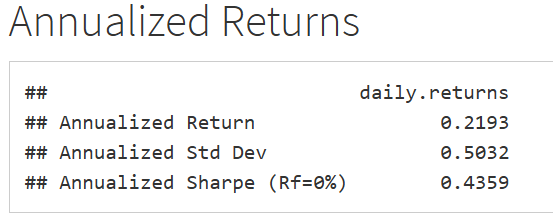 Annualized Returns
## daily.returns
## Annualized Return 0.2193
## Annualized Std Dev 0.5032
## Annualized Sharpe (Rf=0%) 0.4359